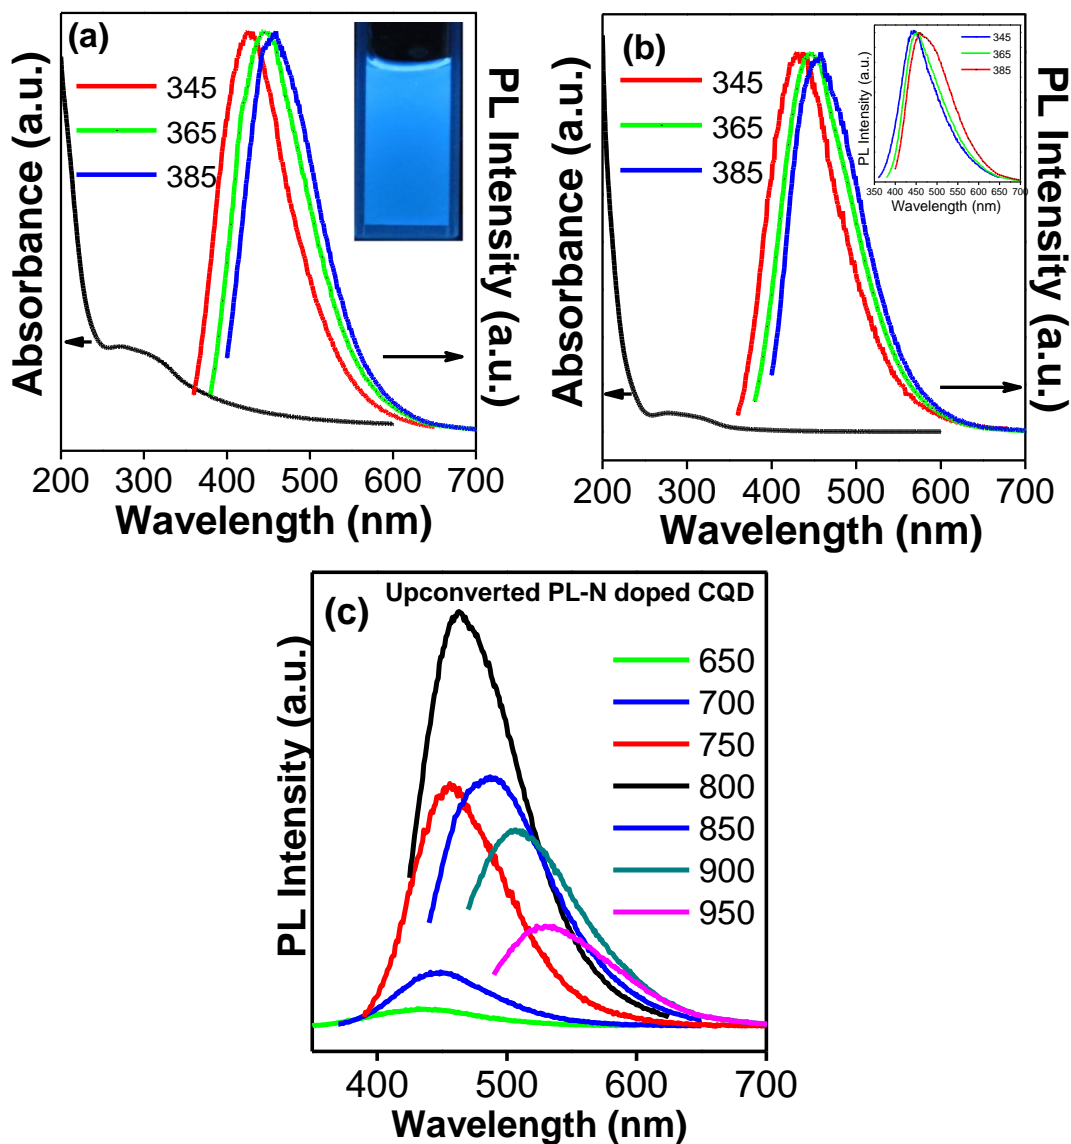 (a)
345
365
385
Absorbance (a.u.)
PL Intensity (a.u.)
200 300 400 500 600 700
Wavelength (nm)
(b)
345
365
385
Absorbance (a.u.)
PL Intensity (a.u.)
200 300 400 500 600 700
Wavelength (nm)
345
365
385
PL Intensity (a.u.)
350 400 450 500 550 600 650 700
Wavelength (nm)
(c)
Upconverted PL-N doped CQD
650
700
750
800
850
900
950
PL Intensity (a.u.)
400 500 600 700
Wavelength (nm)